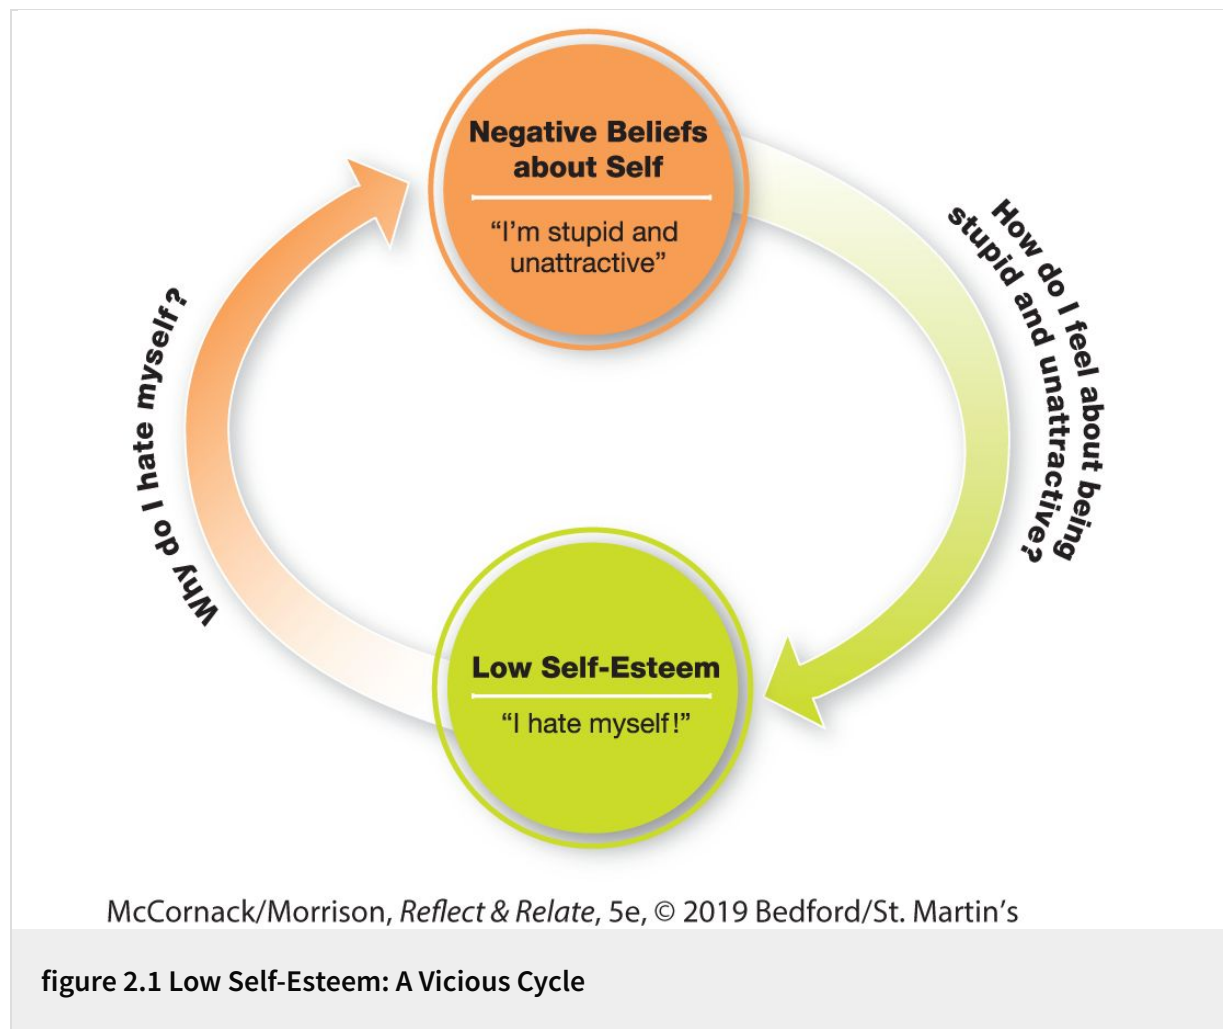 Negative Beliefs
about Self
“I’m stupid and
unattractive”
How do I feel about being
stupid and unattractive?
Low Self-Esteem
“I hate myself!”
Why do I hate myself?
McCornack/Morrison, Reflect & Relate, 5e, © 2019 Bedford/St. Martin’s
figure 2.1 Low Self-Esteem: A Vicious Cycle